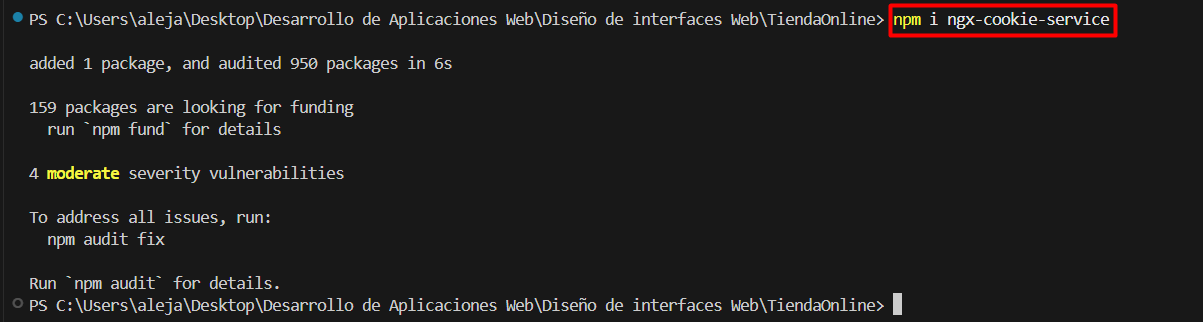 PS C:\Users\aleja\Desktop\Desarrollo de Aplicaciones Web\Diseño de interfaces Web\TiendaOnline> npm i ngx-cookie-service
added 1 package, and audited 950 packages in 6s
159 packages are looking for funding
  run `npm fund` for details
4 moderate severity vulnerabilities
To address all issues, run:
  npm audit fix
Run `npm audit` for details.
PS C:\Users\aleja\Desktop\Desarrollo de Aplicaciones Web\Diseño de interfaces Web\TiendaOnline>